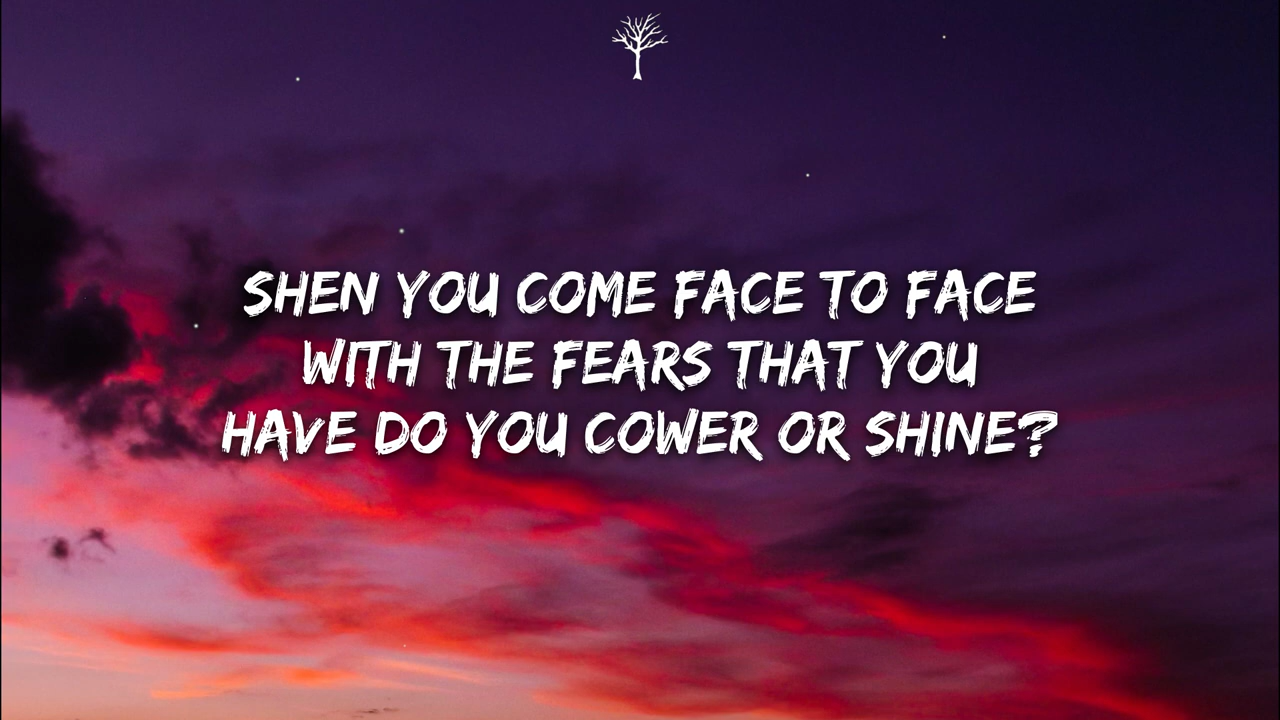 SHEN YOU COME FACE TO FACE
WITH THE FEARS THAT YOU
HAVE DO YOU COWER OR SHINE?